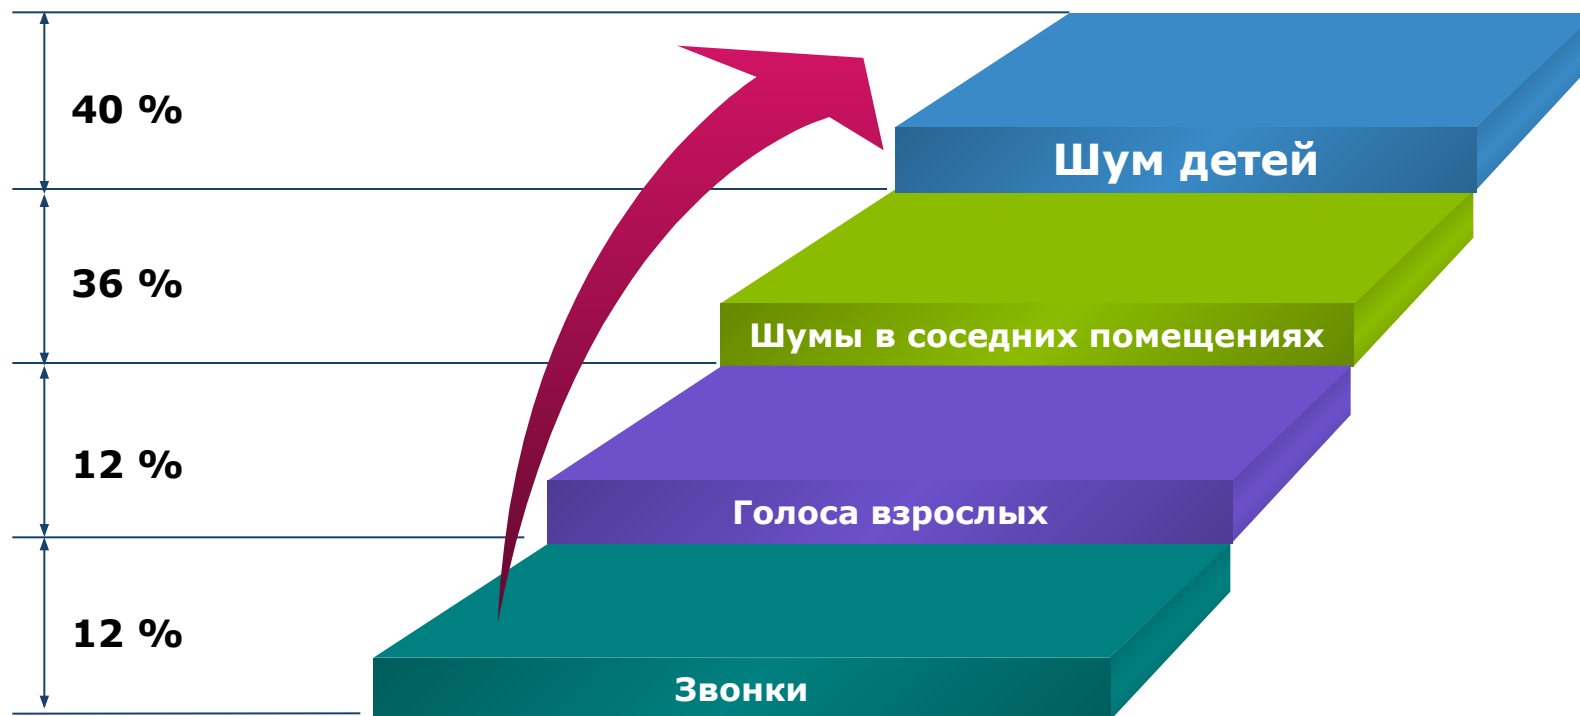 40 %
Шум детей
36 %
Шумы в соседних помещениях
12 %
Голоса взрослых
12 %
Звонки